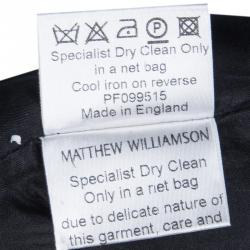 Specialist Dry Clean Only
in a net bag
Cool iron on reverse
PF099515
Made in England
MATTHEW WILLIAMSON
Specialist Dry Clean
Only in a net bag
due to delicate nature of
this garment, care and